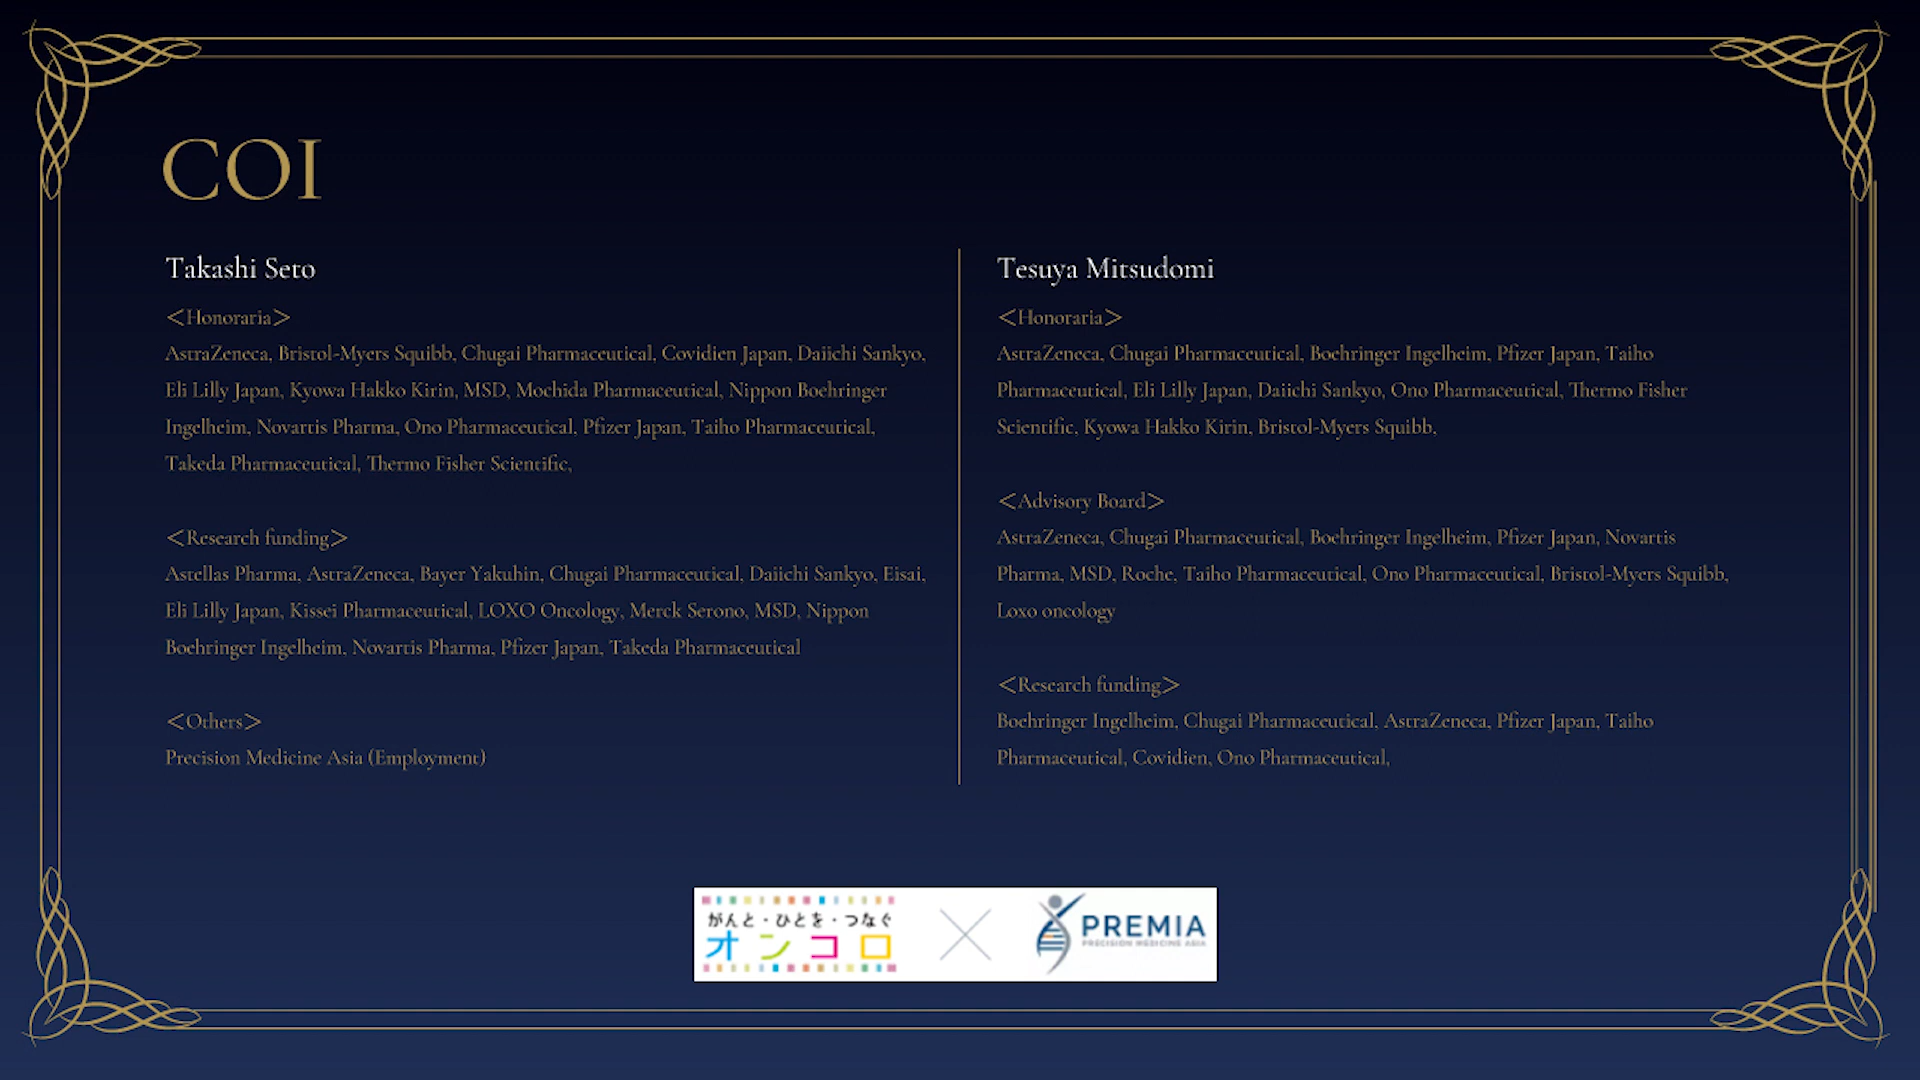 COI
Takashi Seto
＜Honoraria＞
AstraZeneca, Bristol-Myers Squibb, Chugai Pharmaceutical, Covidien Japan, Daiichi Sankyo,
Eli Lilly Japan, Kyowa Hakko Kirin, MSD, Mochida Pharmaceutical, Nippon Boehringer
Ingelheim, Novartis Pharma, Ono Pharmaceutical, Pfizer Japan, Taiho Pharmaceutical,
Takeda Pharmaceutical, Thermo Fisher Scientific,
＜Research funding＞
Astellas Pharma, AstraZeneca, Bayer Yakuhin, Chugai Pharmaceutical, Daiichi Sankyo, Eisai,
Eli Lilly Japan, Kissei Pharmaceutical, LOXO Oncology, Merck Serono, MSD, Nippon
Boehringer Ingelheim, Novartis Pharma, Pfizer Japan, Takeda Pharmaceutical
＜Others＞
Precision Medicine Asia (Employment)
Tesuya Mitsudomi
＜Honoraria＞
AstraZeneca, Chugai Pharmaceutical, Boehringer Ingelheim, Pfizer Japan, Taiho
Pharmaceutical, Eli Lilly Japan, Daiichi Sankyo, Ono Pharmaceutical, Thermo Fisher
Scientific, Kyowa Hakko Kirin, Bristol-Myers Squibb,
＜Advisory Board＞
AstraZeneca, Chugai Pharmaceutical, Boehringer Ingelheim, Pfizer Japan, Novartis
Pharma, MSD, Roche, Taiho Pharmaceutical, Ono Pharmaceutical, Bristol-Myers Squibb,
Loxo oncology
＜Research funding＞
Boehringer Ingelheim, Chugai Pharmaceutical, AstraZeneca, Pfizer Japan, Taiho
Pharmaceutical, Covidien, Ono Pharmaceutical,
がんと・ひとを・つなぐ
オンコロ
PREMIA
PRECISION MEDICINE ASIA